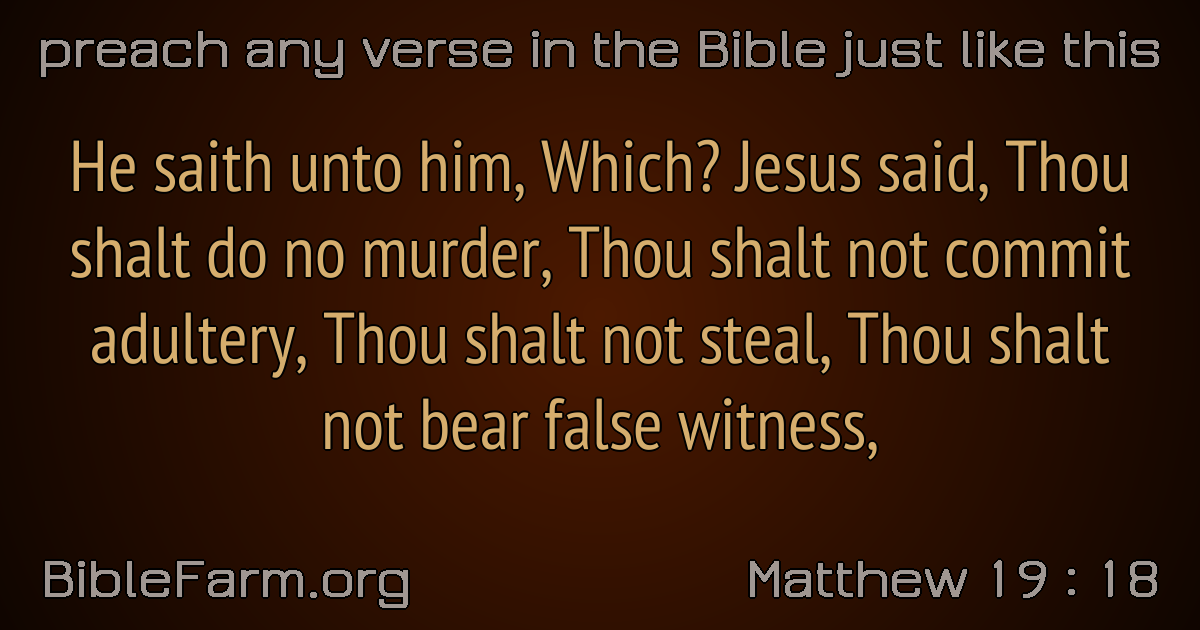 preach any verse in the Bible just like this
He saith unto him, Which? Jesus said, Thou
shalt do no murder, Thou shalt not commit
adultery, Thou shalt not steal, Thou shalt
not bear false witness,
BibleFarm.org
Matthew 19 : 18